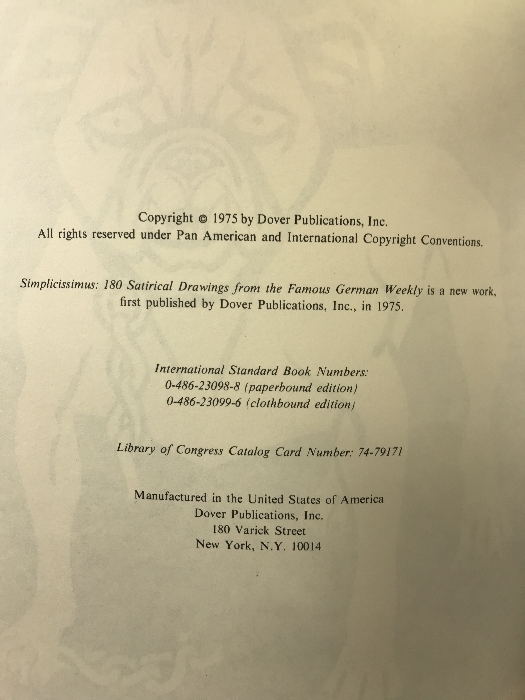 Copyright © 1975 by Dover Publications, Inc.
All rights reserved under Pan American and International Copyright Conventions.
Simplicissimus: 180 Satirical Drawings from the Famous German Weekly is a new work,
first published by Dover Publications, Inc., in 1975.
International Standard Book Numbers:
0-486-23098-8 (paperbound edition)
0-486-23099-6 (clothbound edition)
Library of Congress Catalog Card Number: 74-79171
Manufactured in the United States of America
Dover Publications, Inc.
180 Varick Street
New York, N.Y. 10014